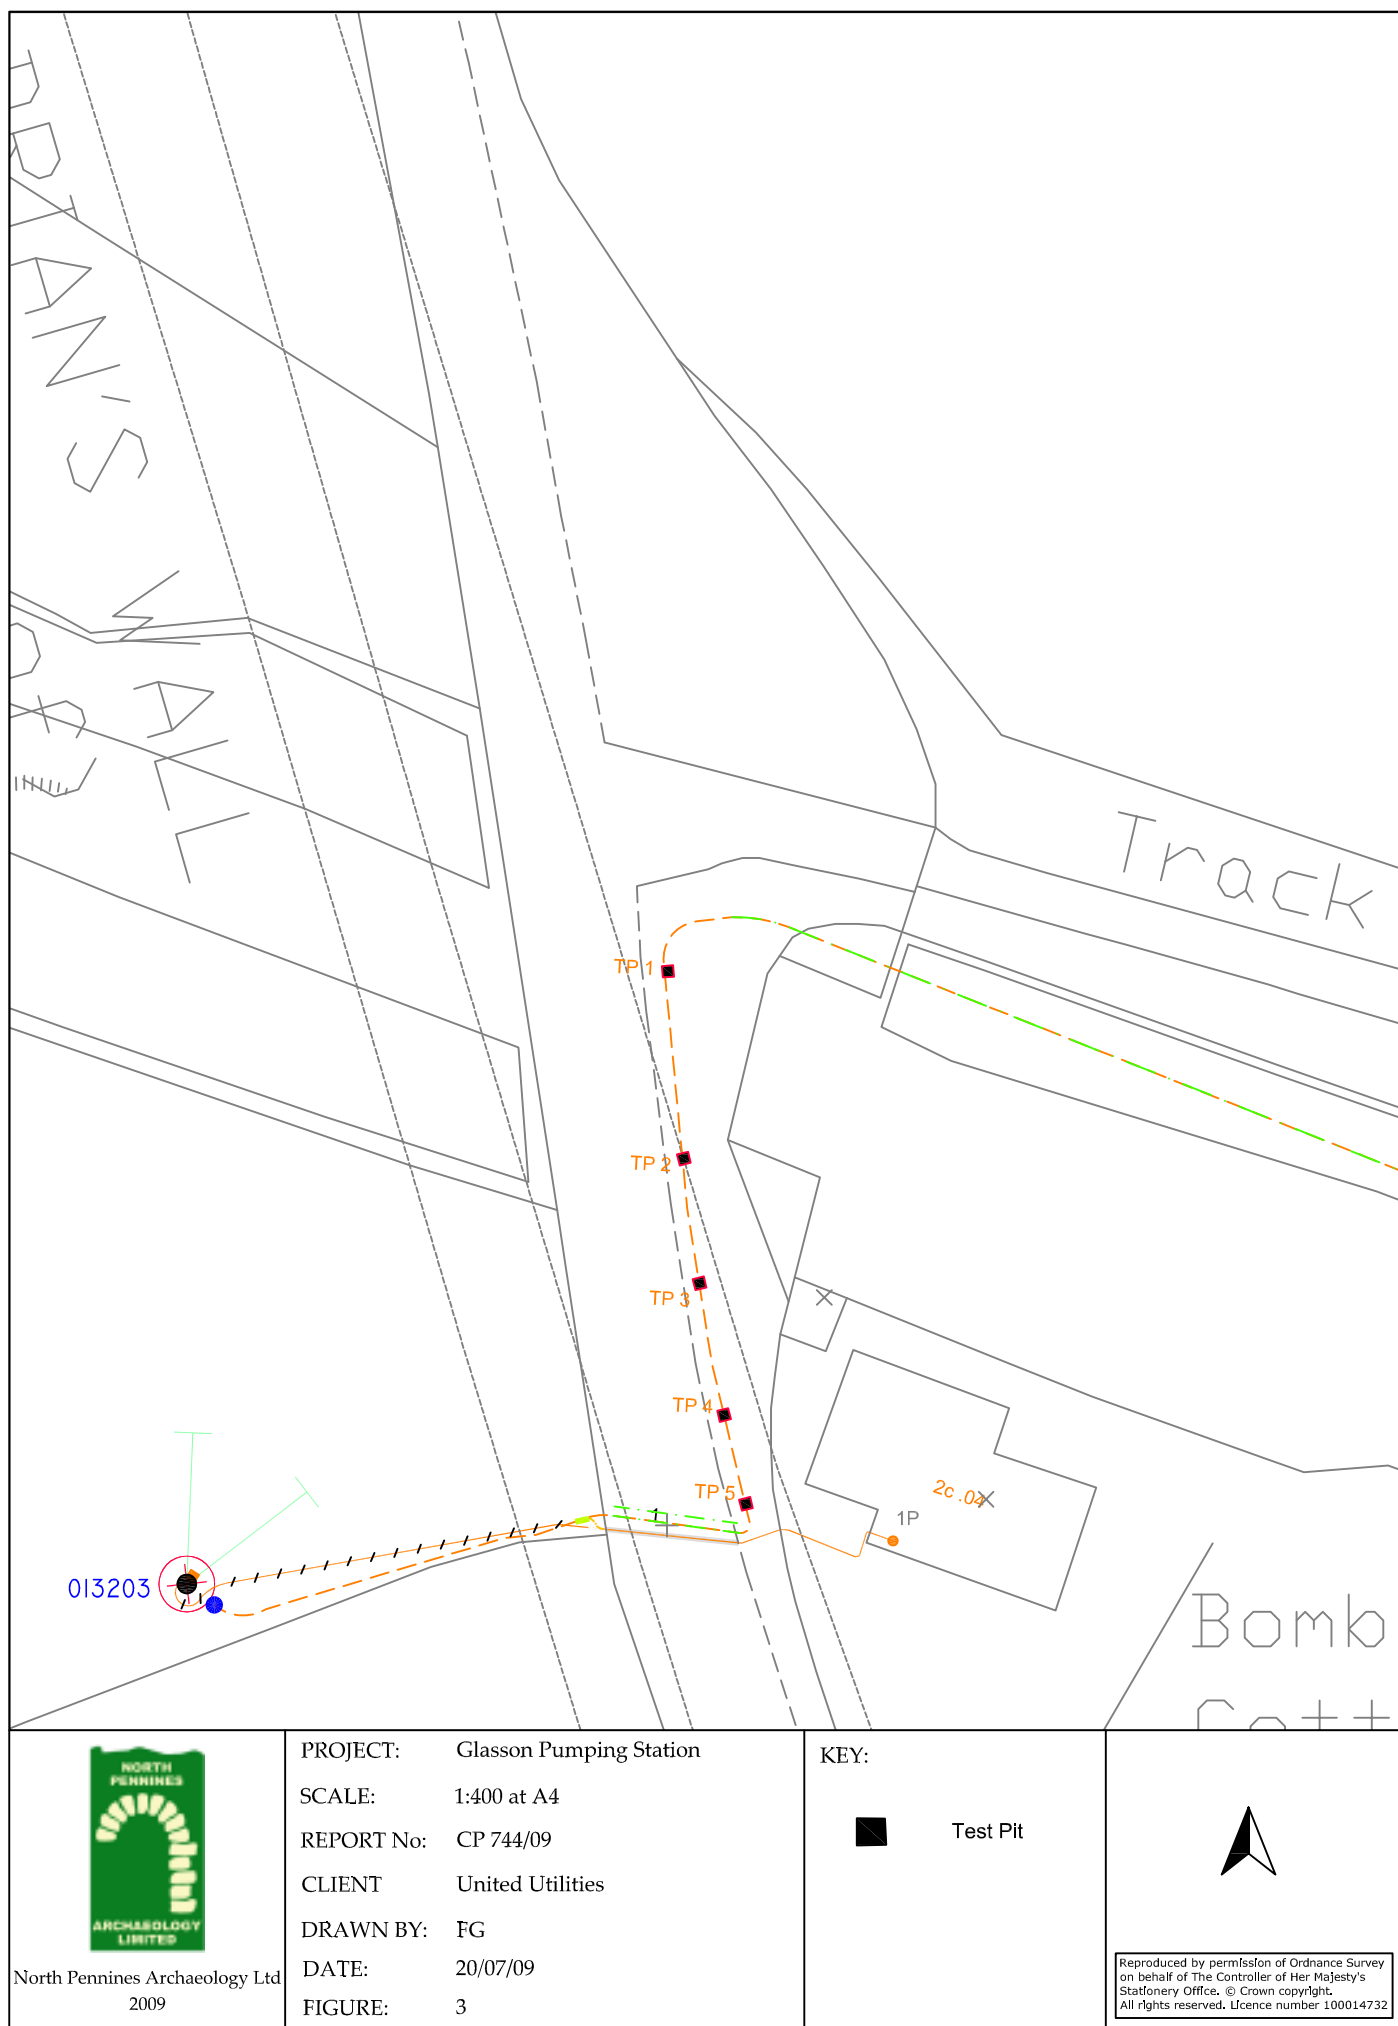 HADRIAN'S
WALL
Track
TP 1
TP 2
TP 3
TP 4
TP 5
1
2c .04
1P
013203
Bomb
NORTH
PENNINES
ARCHAEOLOGY
LIMITED
North Pennines Archaeology Ltd
2009
PROJECT: Glasson Pumping Station
SCALE: 1:400 at A4
REPORT No: CP 744/09
CLIENT United Utilities
DRAWN BY: FG
DATE: 20/07/09
FIGURE: 3
KEY:
Test Pit
Reproduced by permission of Ordnance Survey
on behalf of The Controller of Her Majesty's
Stationery Office. © Crown copyright.
All rights reserved. Licence number 100014732